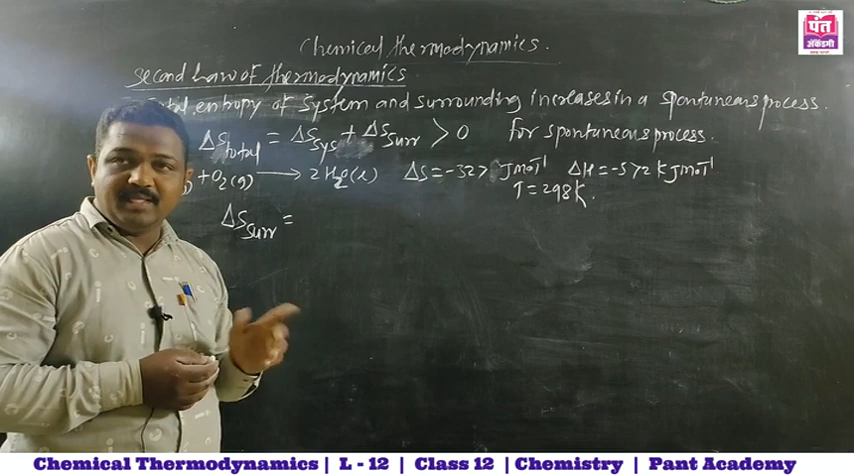 पंत
अ‍ॅकॅडमी
Chemical thermodynamics.
Second Law of thermodynamics.
entropy of system and surrounding increases in a spontaneous process.
ΔS total = ΔS sys + ΔS surr > 0 for spontaneous process.
+ O2(g) → 2H2O(l) ΔS = -327 J mol-1 ΔH = -572 kJ mol-1
T = 298K.
ΔS surr =
Chemical Thermodynamics | L - 12 | Class 12 | Chemistry | Pant Academy